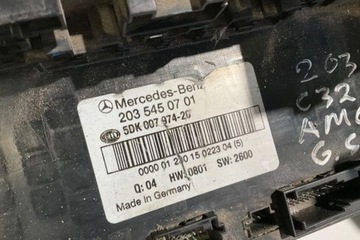 Mercedes-Benz
203 545 07 01
5DK 007 974-20
0000 01 230 15 0223 04 (5)
Q: 04 HW: 0801 SW: 2600
Made in Germany
203
C32
AMG